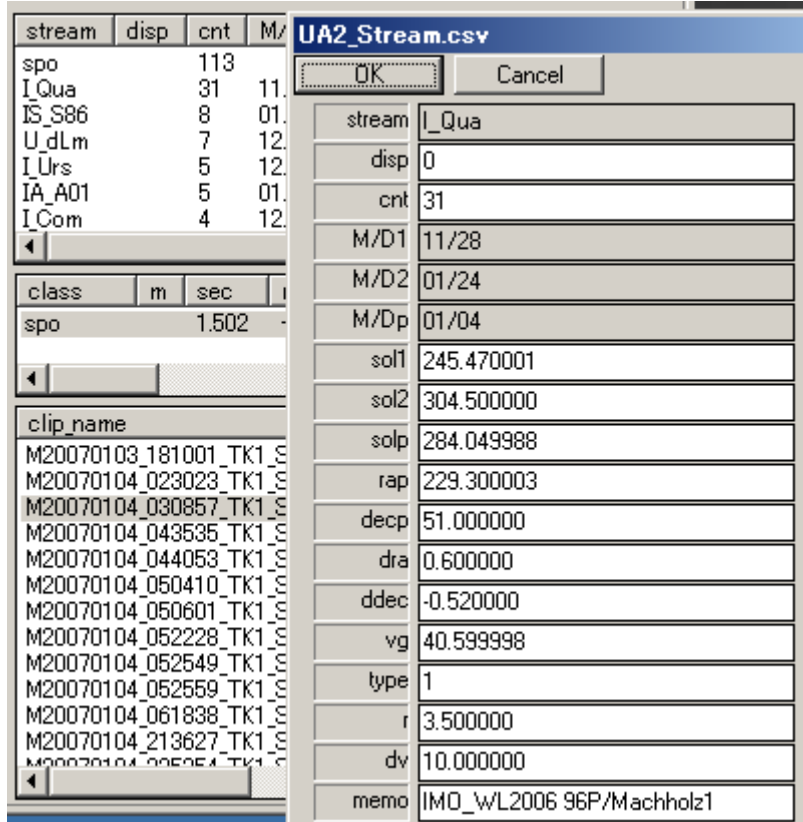 stream disp cnt M/
spo 113
I_Qua 31 11.
IS_S86 8 01.
U_dLm 7 12.
I_Urs 5 12.
IA_A01 5 01.
I_Com 4 12.
class m sec
spo 1.502 -
clip_name
M20070103_181001_TK1_S
M20070104_023023_TK1_S
M20070104_030857_TK1_S
M20070104_043535_TK1_S
M20070104_044053_TK1_S
M20070104_050410_TK1_S
M20070104_050601_TK1_S
M20070104_052228_TK1_S
M20070104_052549_TK1_S
M20070104_052559_TK1_S
M20070104_061838_TK1_S
M20070104_213627_TK1_S
UA2_Stream.csv
OK Cancel
stream I_Qua
disp 0
cnt 31
M/D1 11/28
M/D2 01/24
M/Dp 01/04
sol1 245.470001
sol2 304.500000
solp 284.049988
rap 229.300003
decp 51.000000
dra 0.600000
ddec -0.520000
vg 40.599998
type 1
r 3.500000
dv 10.000000
memo IMO_WL2006 96P/Machholz1